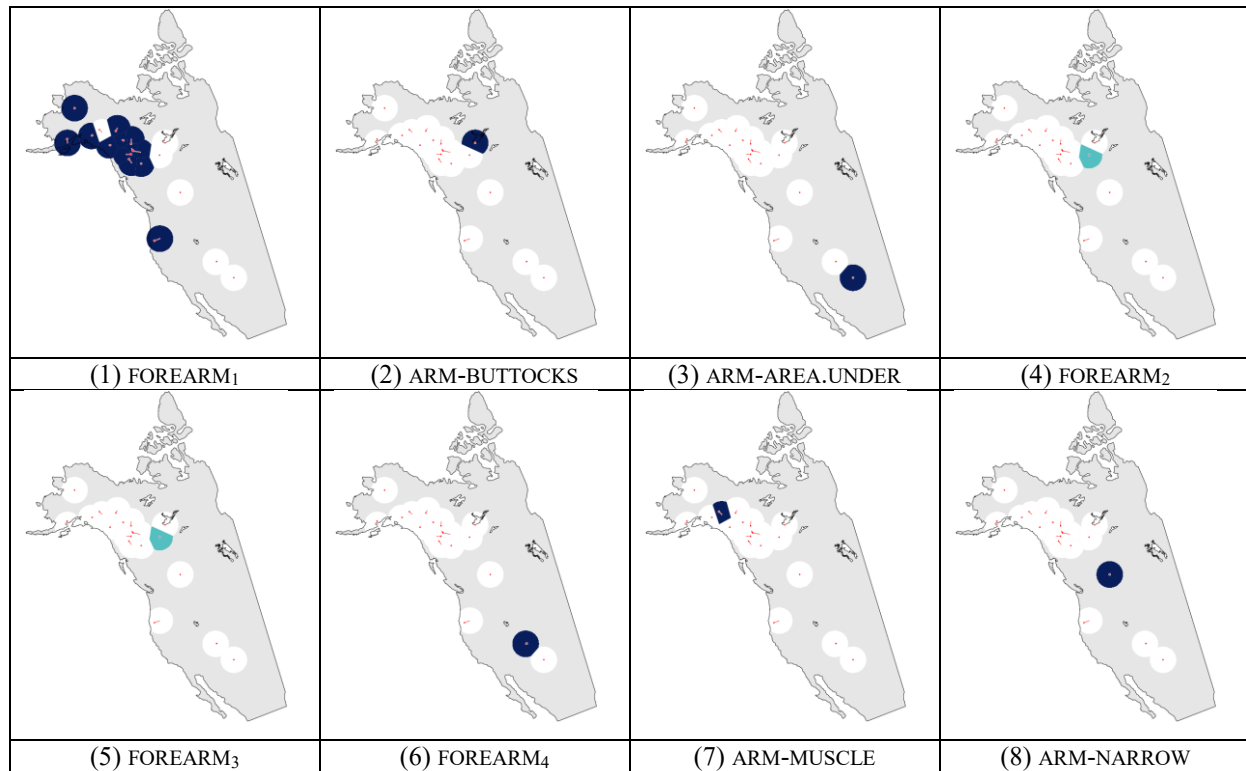 (1) FOREARM₁ (2) ARM-BUTTOCKS (3) ARM-AREA.UNDER (4) FOREARM₂
(5) FOREARM₃ (6) FOREARM₄ (7) ARM-MUSCLE (8) ARM-NARROW